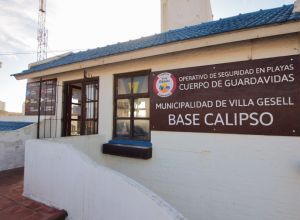 OPERATIVO DE SEGURIDAD EN PLAYAS
CUERPO DE GUARDAVIDAS
MUNICIPALIDAD DE VILLA GESELL
BASE CALIPSO